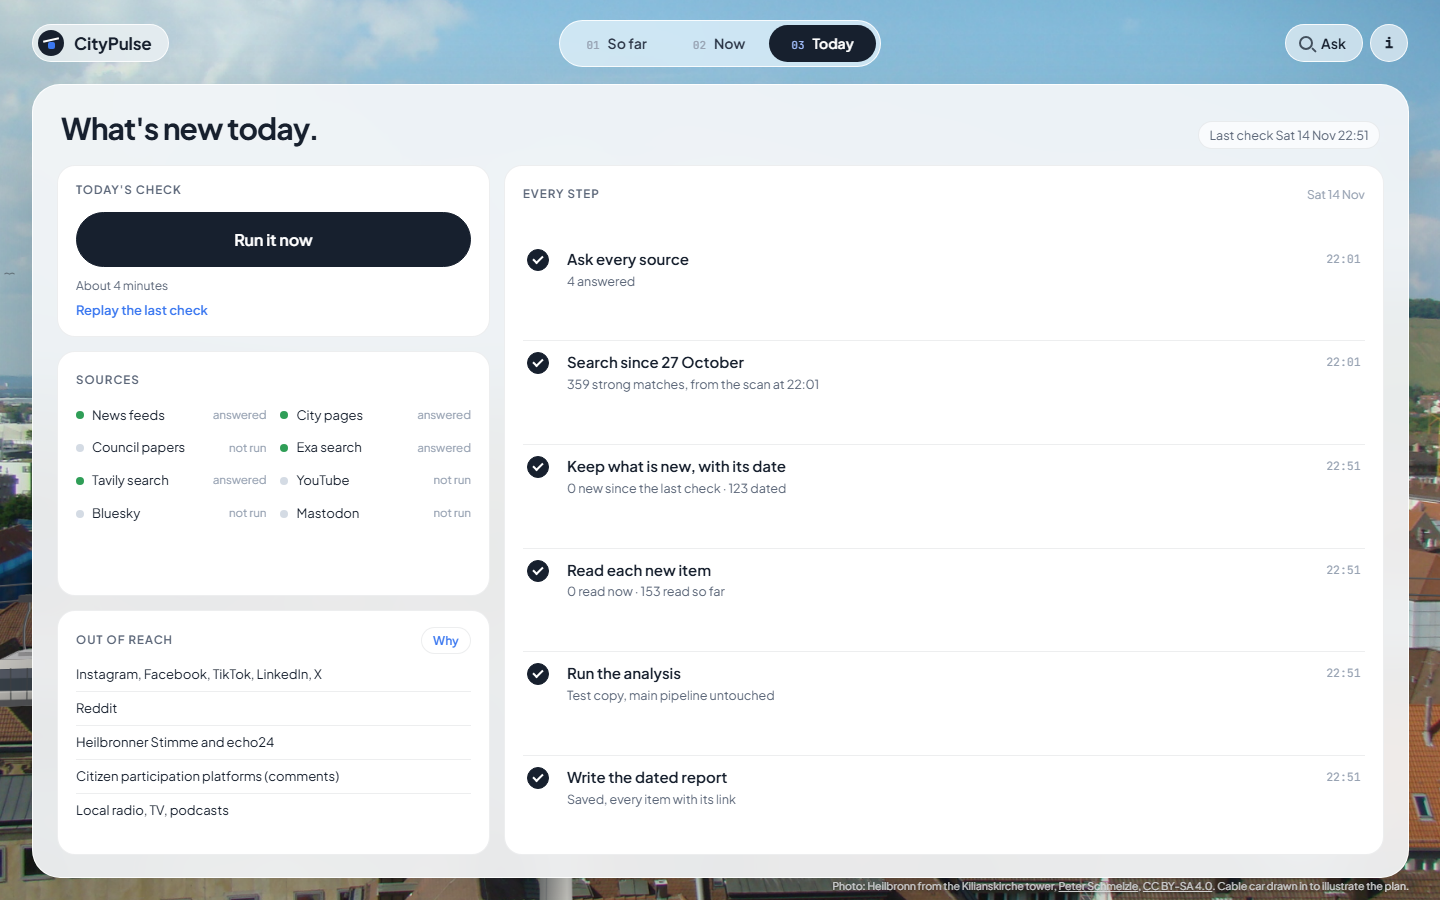 CityPulse
01 So far
02 Now
03 Today
Ask
i
What's new today.
Last check Sat 14 Nov 22:51
TODAY'S CHECK
Run it now
About 4 minutes
Replay the last check
SOURCES
News feeds answered
City pages answered
Council papers not run
Exa search answered
Tavily search answered
YouTube not run
Bluesky not run
Mastodon not run
OUT OF REACH
Why
Instagram, Facebook, TikTok, LinkedIn, X
Reddit
Heilbronner Stimme and echo24
Citizen participation platforms (comments)
Local radio, TV, podcasts
EVERY STEP
Sat 14 Nov
Ask every source 22:01
4 answered
Search since 27 October 22:01
359 strong matches, from the scan at 22:01
Keep what is new, with its date 22:51
0 new since the last check · 123 dated
Read each new item 22:51
0 read now · 153 read so far
Run the analysis 22:51
Test copy, main pipeline untouched
Write the dated report 22:51
Saved, every item with its link
Photo: Heilbronn from the Kilianskirche tower, Peter Schmelzle, CC BY-SA 4.0. Cable car drawn in to illustrate the plan.